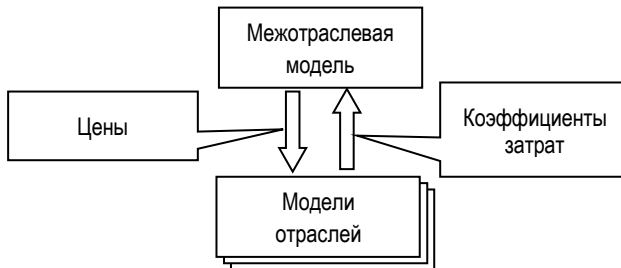 Межотраслевая
модель
Цены
Коэффициенты
затрат
Модели
отраслей